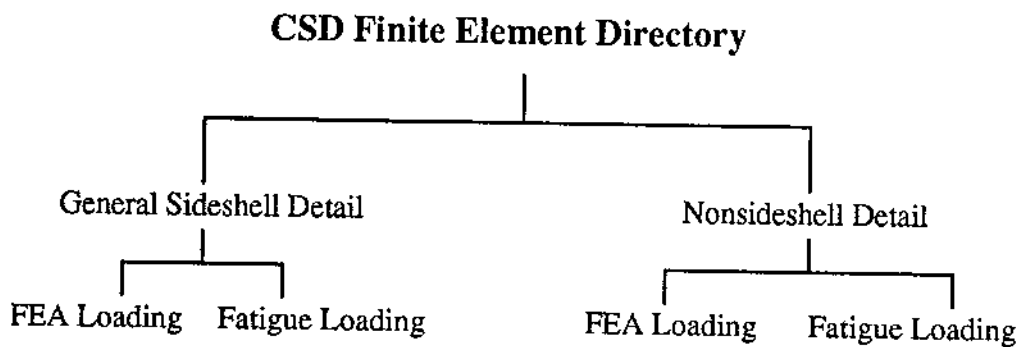 CSD Finite Element Directory
General Sideshell Detail
Nonsideshell Detail
FEA Loading
Fatigue Loading
FEA Loading
Fatigue Loading